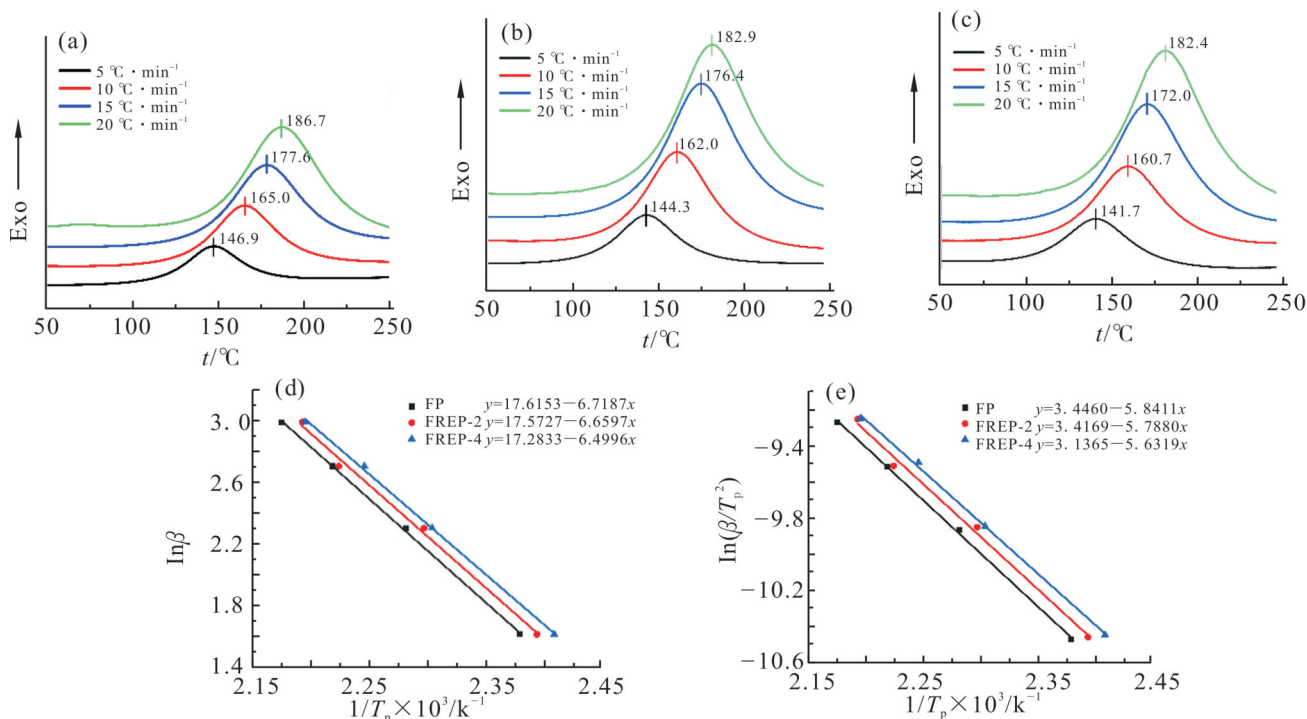 (a)
5 ℃·min⁻¹
10 ℃·min⁻¹
15 ℃·min⁻¹
20 ℃·min⁻¹
186.7
177.6
165.0
146.9
Exo
50 100 150 200 250
t/℃
(b)
5 ℃·min⁻¹
10 ℃·min⁻¹
15 ℃·min⁻¹
20 ℃·min⁻¹
182.9
176.4
162.0
144.3
Exo
50 100 150 200 250
t/℃
(c)
5 ℃·min⁻¹
10 ℃·min⁻¹
15 ℃·min⁻¹
20 ℃·min⁻¹
182.4
172.0
160.7
141.7
Exo
50 100 150 200 250
t/℃
(d)
FP y=17.6153−6.7187x
FREP-2 y=17.5727−6.6597x
FREP-4 y=17.2833−6.4996x
3.0
2.6
2.2
1.8
1.4
lnβ
2.15 2.25 2.35 2.45
1/Tₚ×10³/k⁻¹
(e)
FP y=3.4460−5.8411x
FREP-2 y=3.4169−5.7880x
FREP-4 y=3.1365−5.6319x
−9.4
−9.8
−10.2
−10.6
ln(β/Tₚ²)
2.15 2.25 2.35 2.45
1/Tₚ×10³/k⁻¹